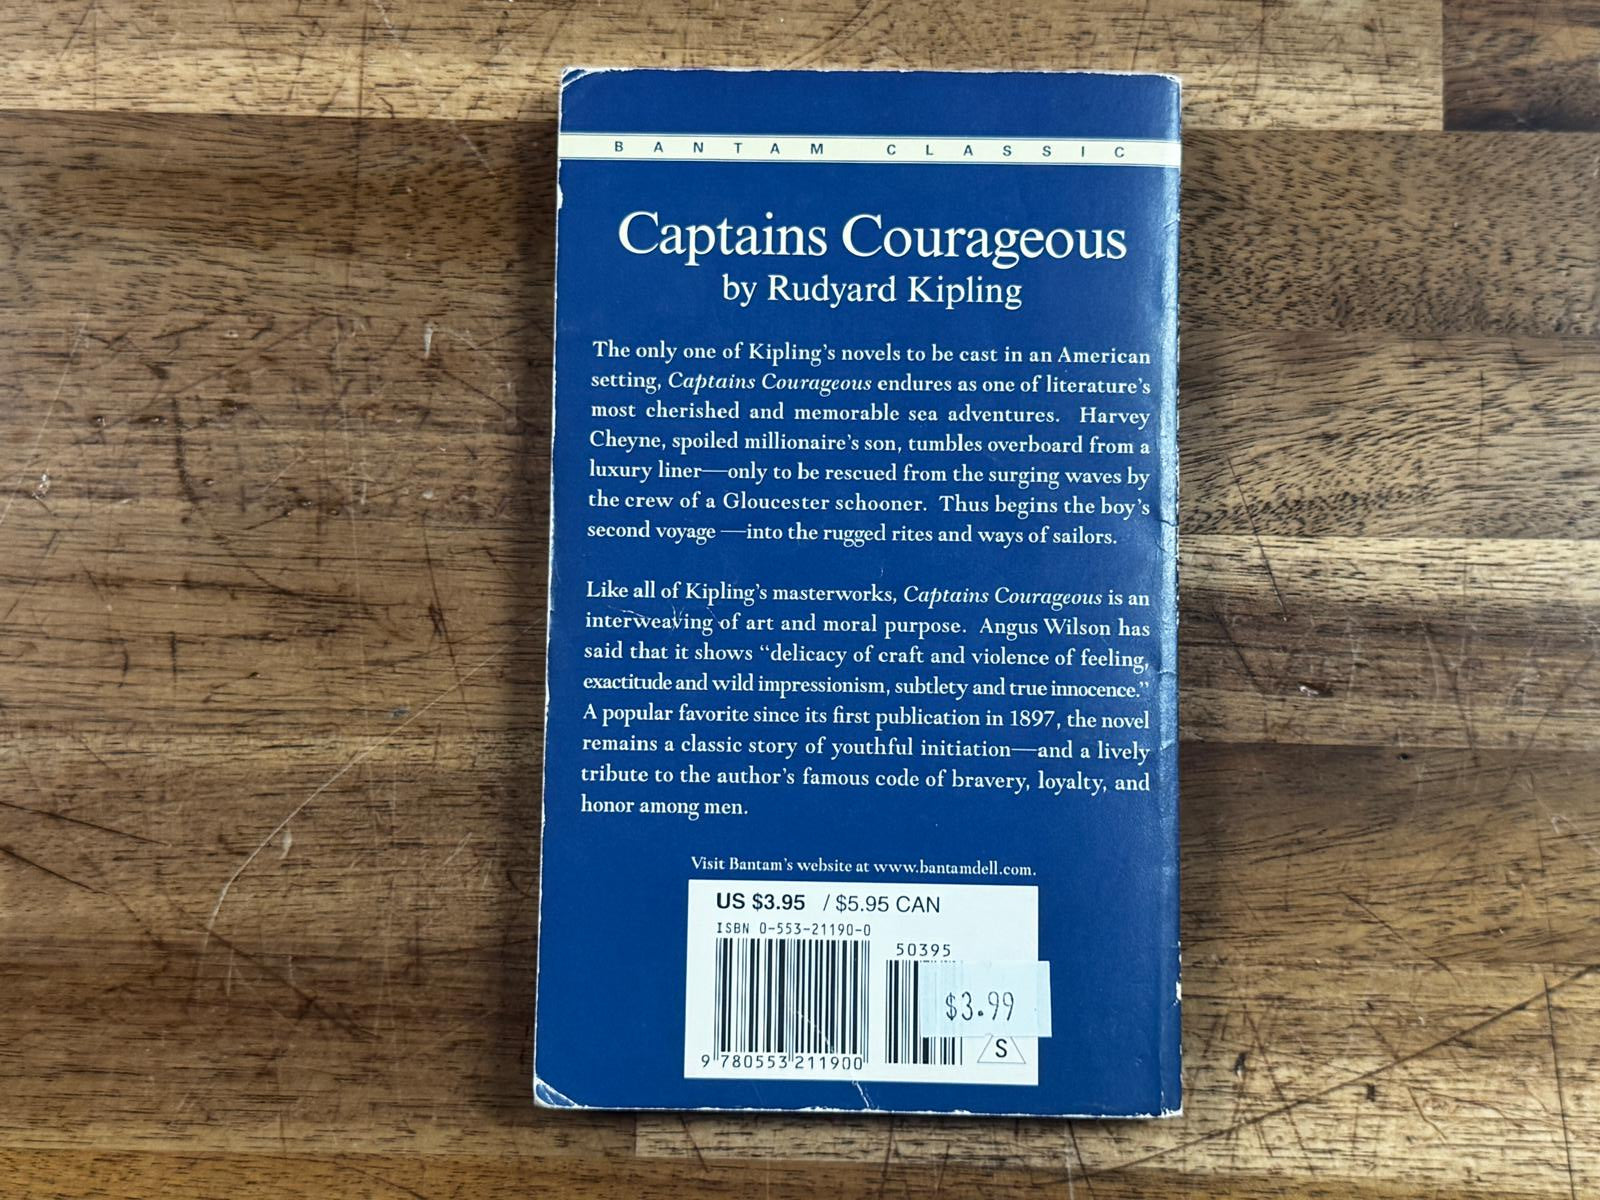 BANTAM CLASSIC
Captains Courageous
by Rudyard Kipling
The only one of Kipling's novels to be cast in an American
setting, Captains Courageous endures as one of literature's
most cherished and memorable sea adventures. Harvey
Cheyne, spoiled millionaire's son, tumbles overboard from a
luxury liner—only to be rescued from the surging waves by
the crew of a Gloucester schooner. Thus begins the boy's
second voyage —into the rugged rites and ways of sailors.
Like all of Kipling's masterworks, Captains Courageous is an
interweaving of art and moral purpose. Angus Wilson has
said that it shows “delicacy of craft and violence of feeling,
exactitude and wild impressionism, subtlety and true innocence.”
A popular favorite since its first publication in 1897, the novel
remains a classic story of youthful initiation—and a lively
tribute to the author's famous code of bravery, loyalty, and
honor among men.
Visit Bantam's website at www.bantamdell.com.
US $3.95 / $5.95 CAN
ISBN 0-553-21190-0
50395
$3.99
S
9 780553 211900